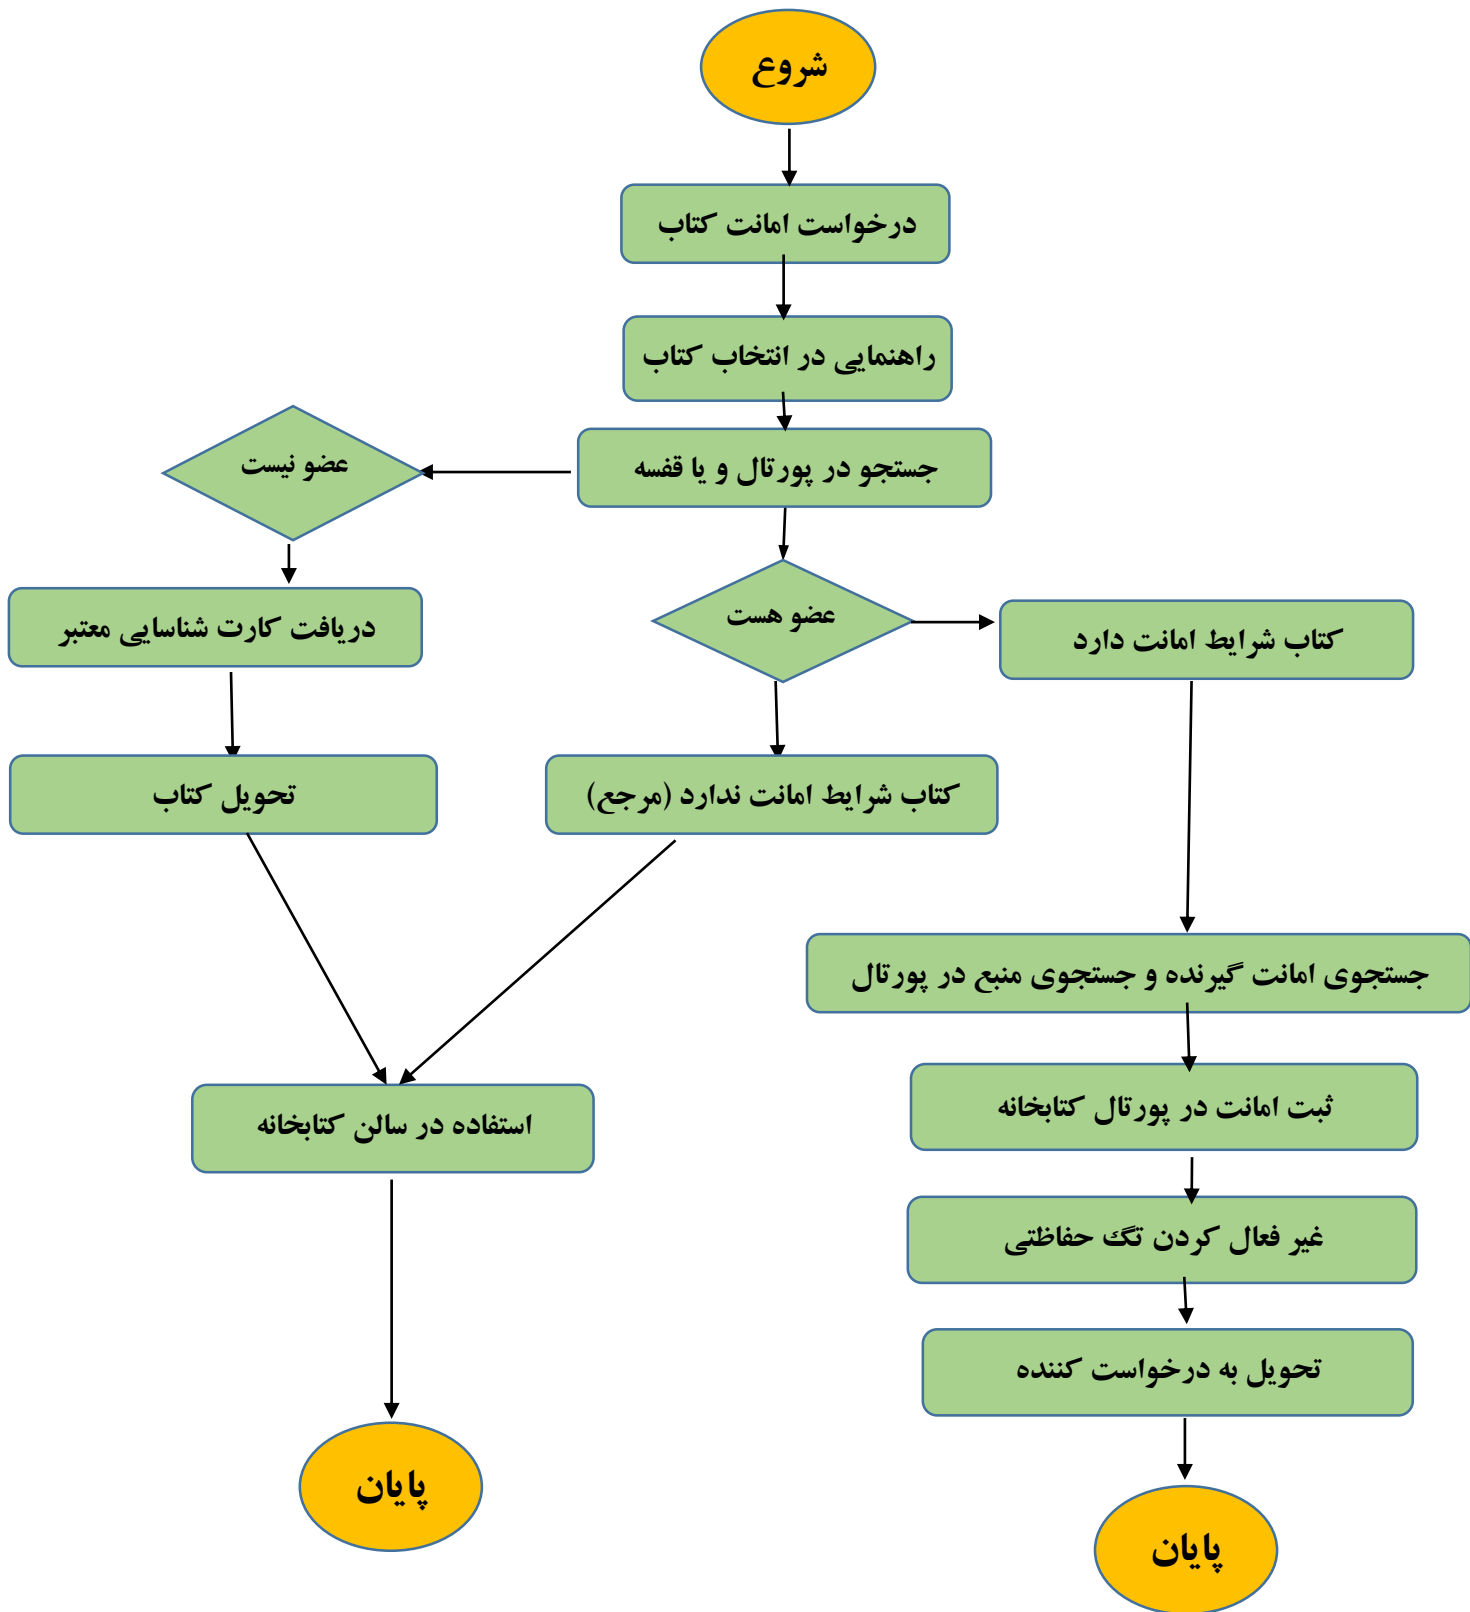 شروع
درخواست امانت کتاب
راهنمایی در انتخاب کتاب
جستجو در پورتال و یا قفسه
عضو نیست
عضو هست
دریافت کارت شناسایی معتبر
کتاب شرایط امانت دارد
تحویل کتاب
کتاب شرایط امانت ندارد (مرجع)
جستجوی امانت گیرنده و جستجوی منبع در پورتال
ثبت امانت در پورتال کتابخانه
استفاده در سالن کتابخانه
غیر فعال کردن تگ حفاظتی
تحویل به درخواست کننده
پایان
پایان